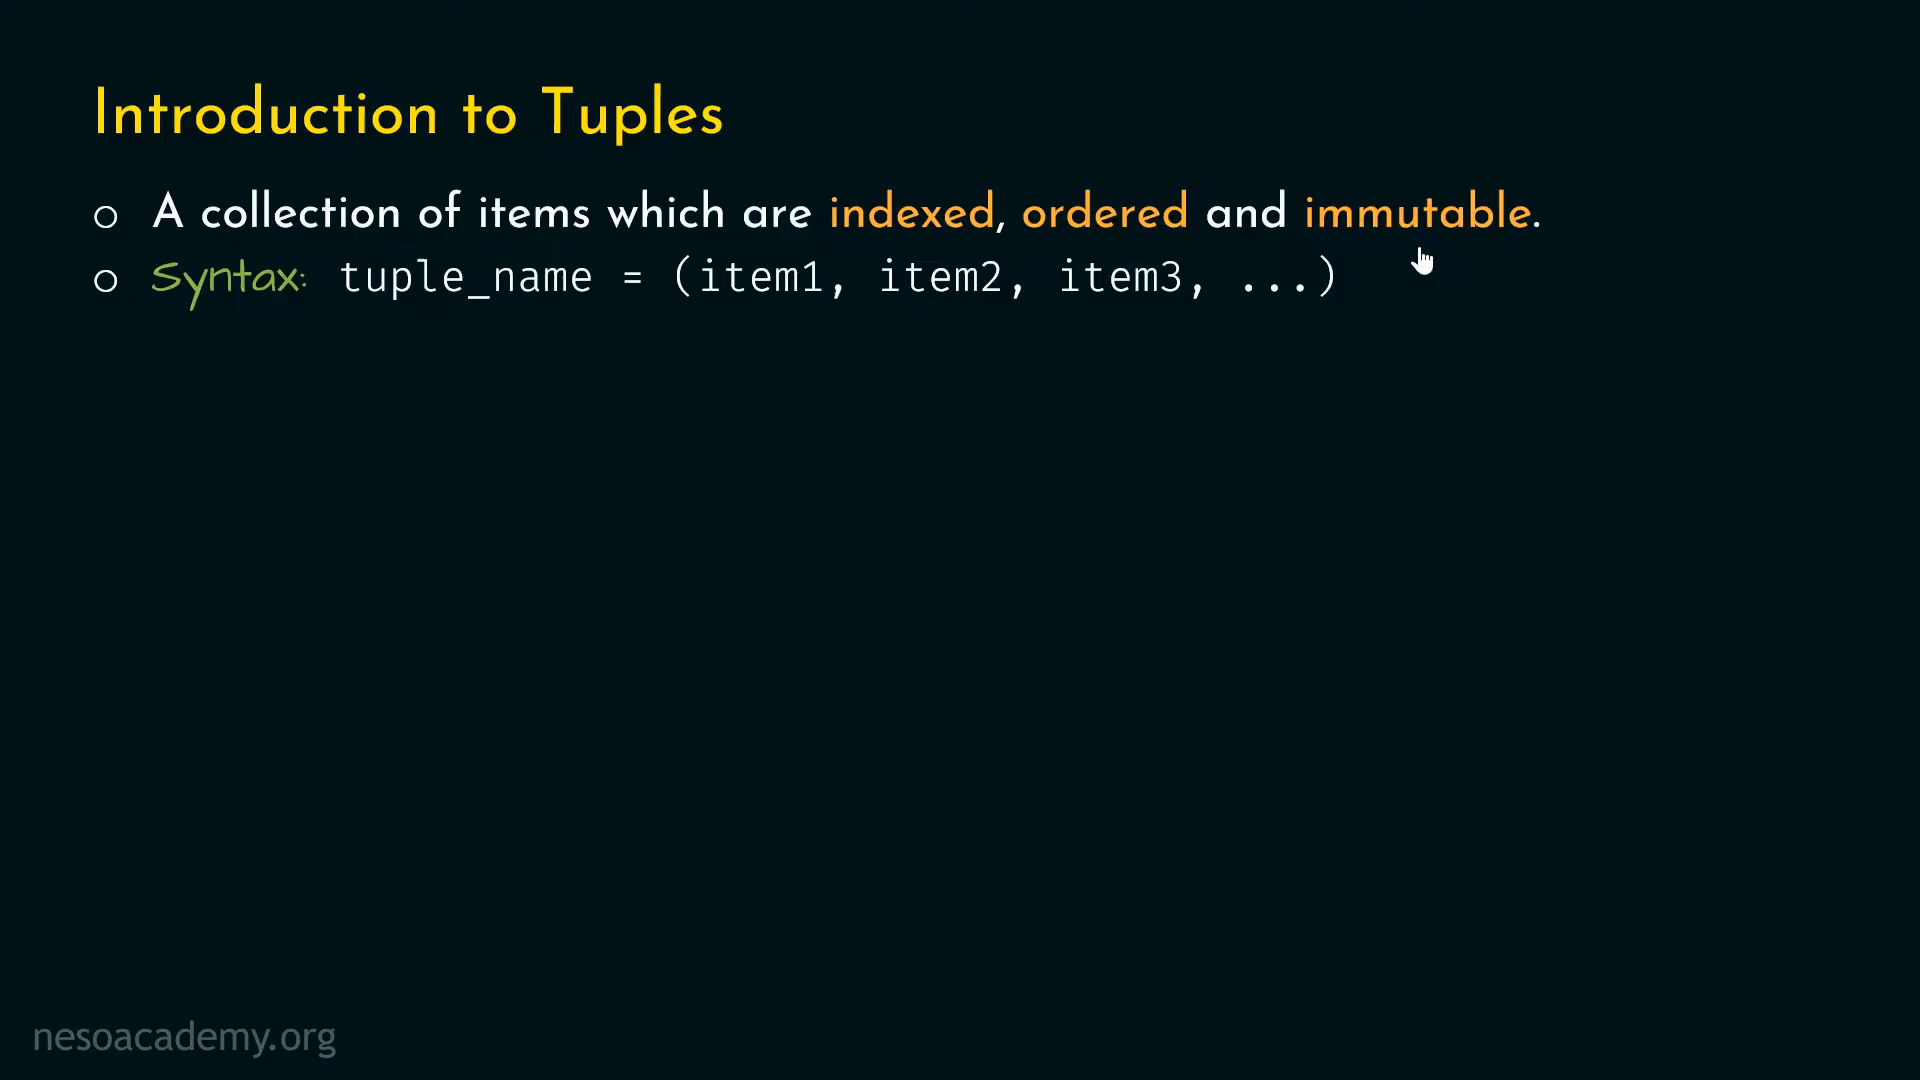 Introduction to Tuples
○ A collection of items which are indexed, ordered and immutable.
○ Syntax: tuple_name = (item1, item2, item3, ...)
nesoacademy.org